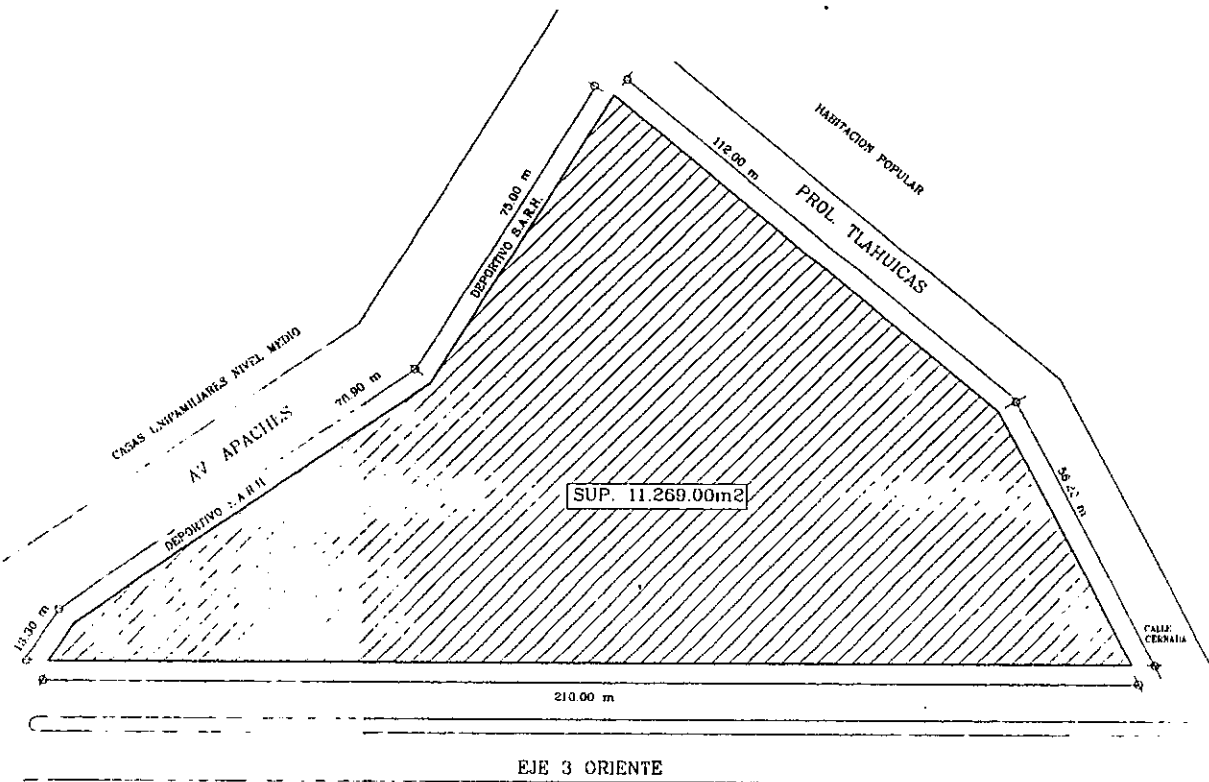 HABITACION POPULAR
112.00 m
PROL. TLAHUICAS
75.00 m
DEPORTIVO S.A.R.H.
CASAS UNIFAMILIARES NIVEL MEDIO
70.90 m
AV APACHES
DEPORTIVO S.A.R.H
SUP. 11.269.00m2
m
13.30 m
CALLE
CERRADA
210.00 m
EJE 3 ORIENTE